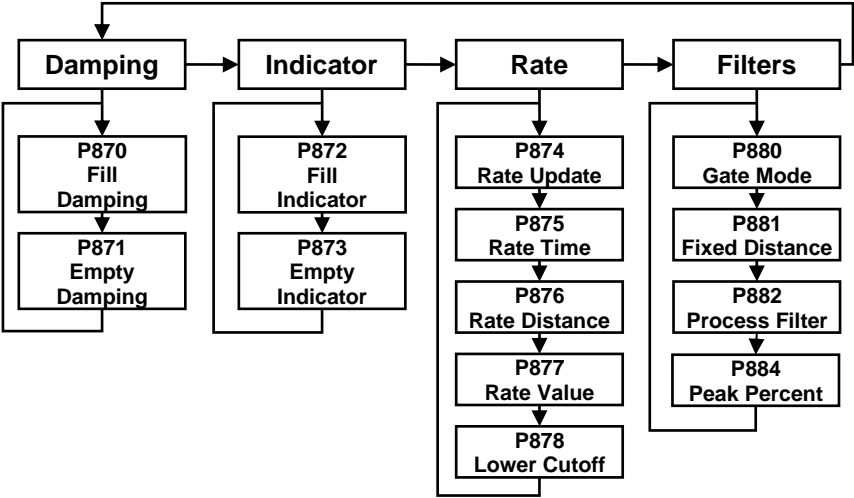 Damping
Indicator
Rate
Filters
P870
Fill
Damping
P871
Empty
Damping
P872
Fill
Indicator
P873
Empty
Indicator
P874
Rate Update
P875
Rate Time
P876
Rate Distance
P877
Rate Value
P878
Lower Cutoff
P880
Gate Mode
P881
Fixed Distance
P882
Process Filter
P884
Peak Percent